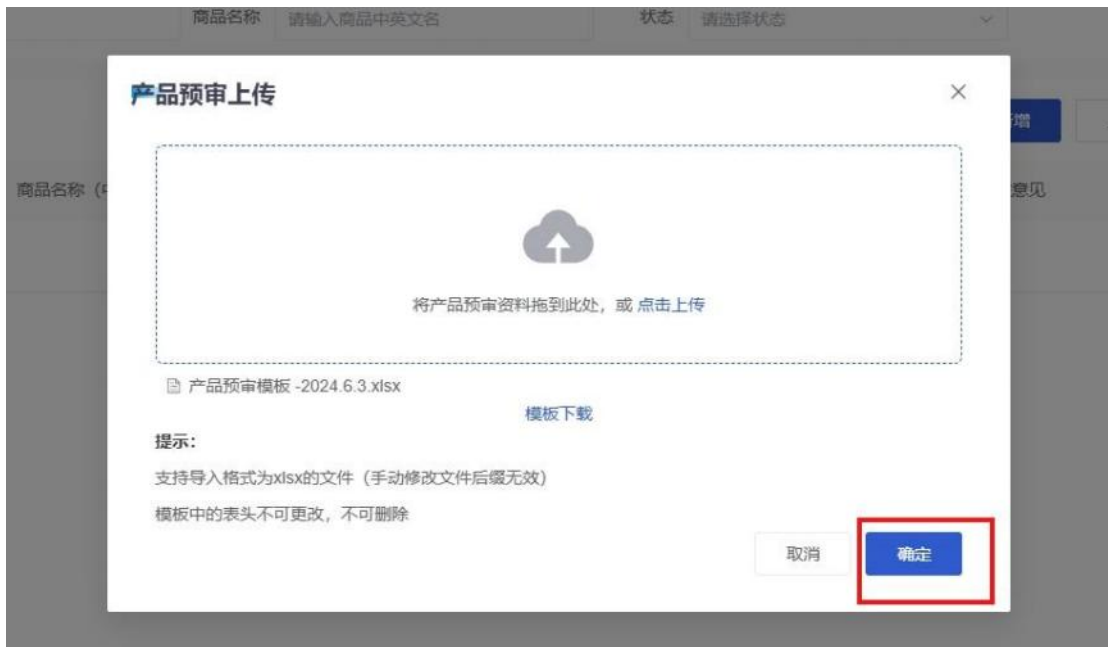 商品名称 请输入商品中英文名 状态 请选择状态
产品预审上传
增
商品名称（中
意见
将产品预审资料拖到此处，或 点击上传
产品预审模板 -2024.6.3.xlsx
模板下载
提示：
支持导入格式为xlsx的文件（手动修改文件后缀无效）
模板中的表头不可更改，不可删除
取消 确定